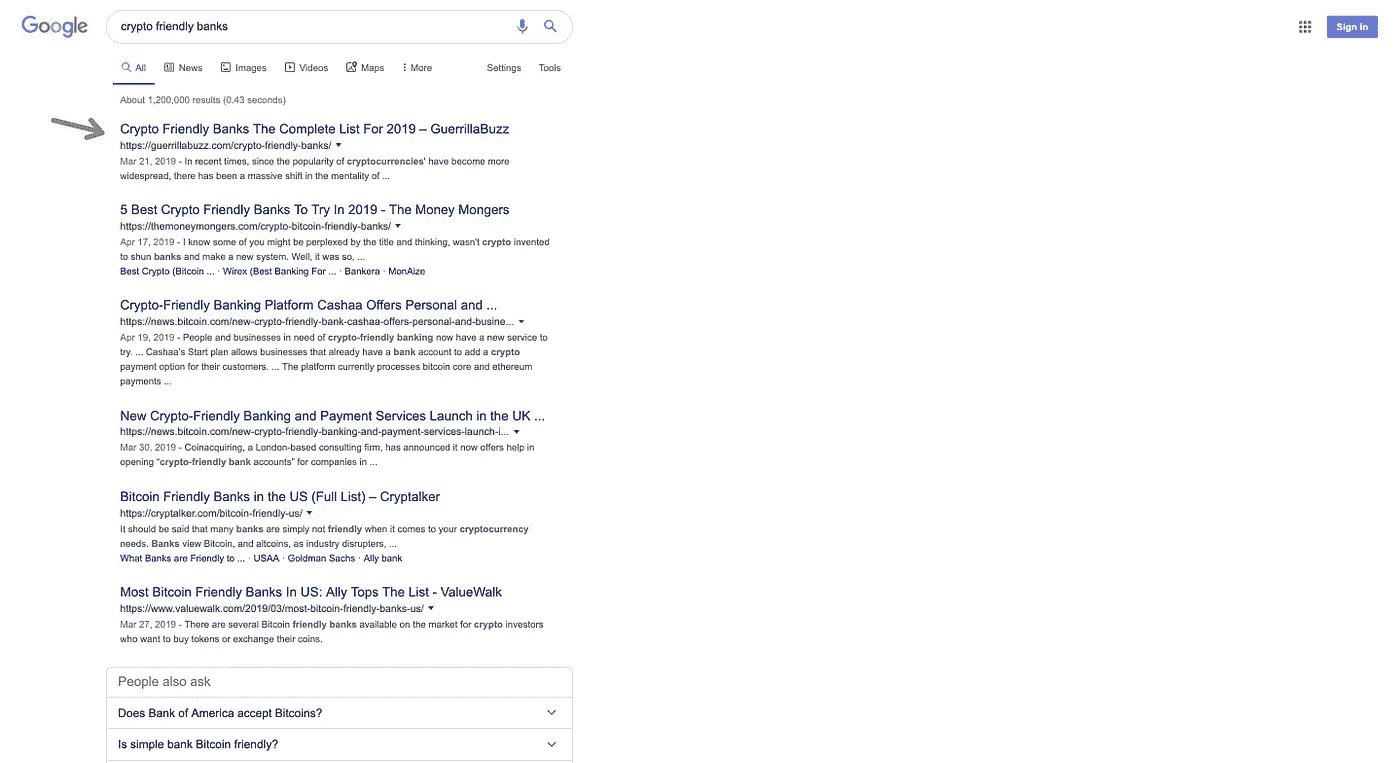 Google
crypto friendly banks
Sign in
All News Images Videos Maps More Settings Tools
About 1,200,000 results (0.43 seconds)
Crypto Friendly Banks The Complete List For 2019 – GuerrillaBuzz
https://guerrillabuzz.com/crypto-friendly-banks/
Mar 21, 2019 - In recent times, since the popularity of cryptocurrencies' have become more
widespread, there has been a massive shift in the mentality of ...
5 Best Crypto Friendly Banks To Try In 2019 - The Money Mongers
https://themoneymongers.com/crypto-bitcoin-friendly-banks/
Apr 17, 2019 - I know some of you might be perplexed by the title and thinking, wasn't crypto invented
to shun banks and make a new system. Well, it was so, ...
Best Crypto (Bitcoin ... · Wirex (Best Banking For ... · Bankera · MonAize
Crypto-Friendly Banking Platform Cashaa Offers Personal and ...
https://news.bitcoin.com/new-crypto-friendly-bank-cashaa-offers-personal-and-busine...
Apr 19, 2019 - People and businesses in need of crypto-friendly banking now have a new service to
try. ... Cashaa's Start plan allows businesses that already have a bank account to add a crypto
payment option for their customers. ... The platform currently processes bitcoin core and ethereum
payments ...
New Crypto-Friendly Banking and Payment Services Launch in the UK ...
https://news.bitcoin.com/new-crypto-friendly-banking-and-payment-services-launch-i...
Mar 30, 2019 - Coinacquiring, a London-based consulting firm, has announced it now offers help in
opening “crypto-friendly bank accounts” for companies in ...
Bitcoin Friendly Banks in the US (Full List) – Cryptalker
https://cryptalker.com/bitcoin-friendly-us/
It should be said that many banks are simply not friendly when it comes to your cryptocurrency
needs. Banks view Bitcoin, and altcoins, as industry disrupters, ...
What Banks are Friendly to ... · USAA · Goldman Sachs · Ally bank
Most Bitcoin Friendly Banks In US: Ally Tops The List - ValueWalk
https://www.valuewalk.com/2019/03/most-bitcoin-friendly-banks-us/
Mar 27, 2019 - There are several Bitcoin friendly banks available on the market for crypto investors
who want to buy tokens or exchange their coins.
People also ask
Does Bank of America accept Bitcoins?
Is simple bank Bitcoin friendly?